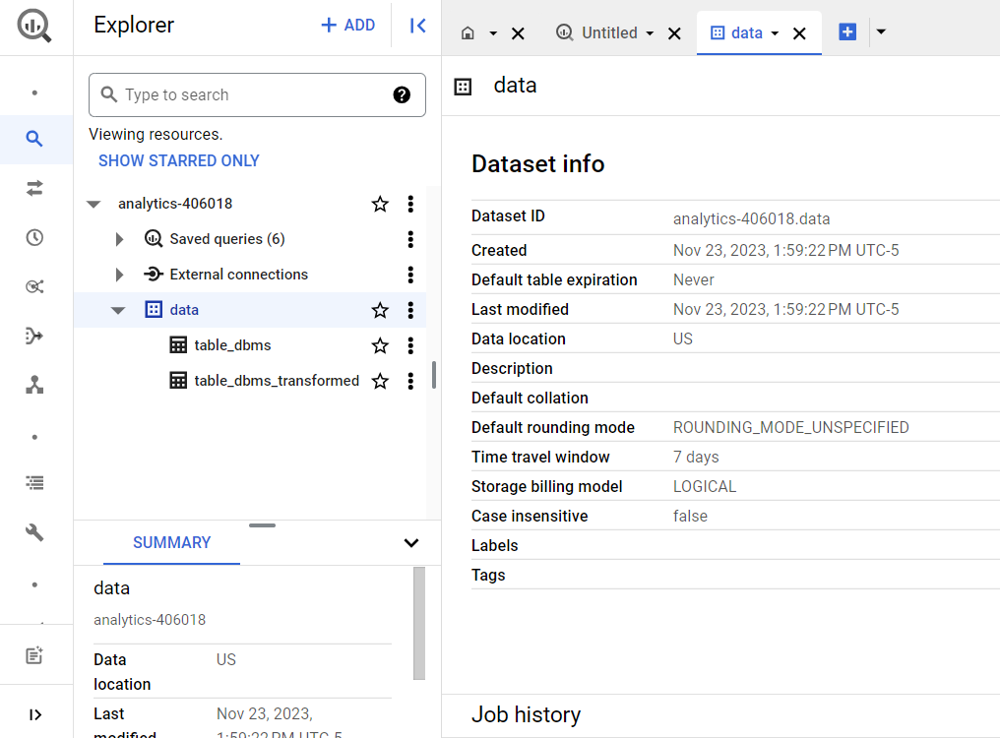 Explorer
ADD
Untitled
data
Type to search
Viewing resources.
SHOW STARRED ONLY
analytics-406018
Saved queries (6)
External connections
data
table_dbms
table_dbms_transformed
SUMMARY
data
analytics-406018
Data location US
Last modified Nov 23, 2023, 1:59:22 PM UTC-5
data
Dataset info
Dataset ID analytics-406018.data
Created Nov 23, 2023, 1:59:22 PM UTC-5
Default table expiration Never
Last modified Nov 23, 2023, 1:59:22 PM UTC-5
Data location US
Description
Default collation
Default rounding mode ROUNDING_MODE_UNSPECIFIED
Time travel window 7 days
Storage billing model LOGICAL
Case insensitive false
Labels
Tags
Job history